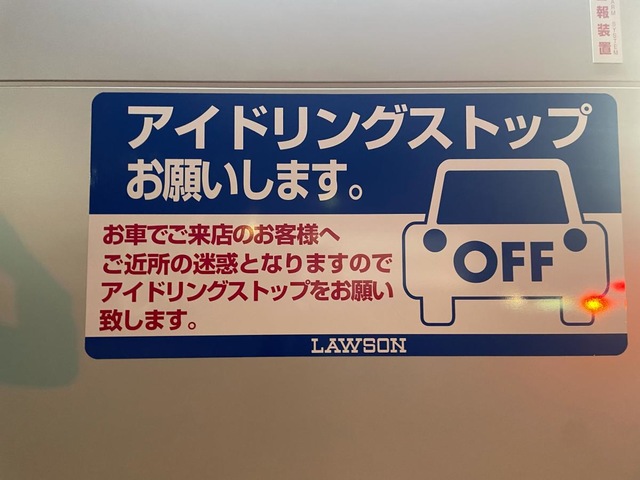 報装置
アイドリングストップ
お願いします。
お車でご来店のお客様へ
ご近所の迷惑となりますので
アイドリングストップをお願い
致します。
OFF
LAWSON